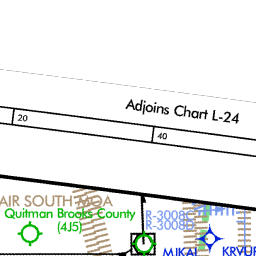 Adjoins Chart L-24
20
40
AIR SOUTH MOA
Quitman Brooks County
(4J5)
R-3008C
R-3008D
MIKAL
KRVUR